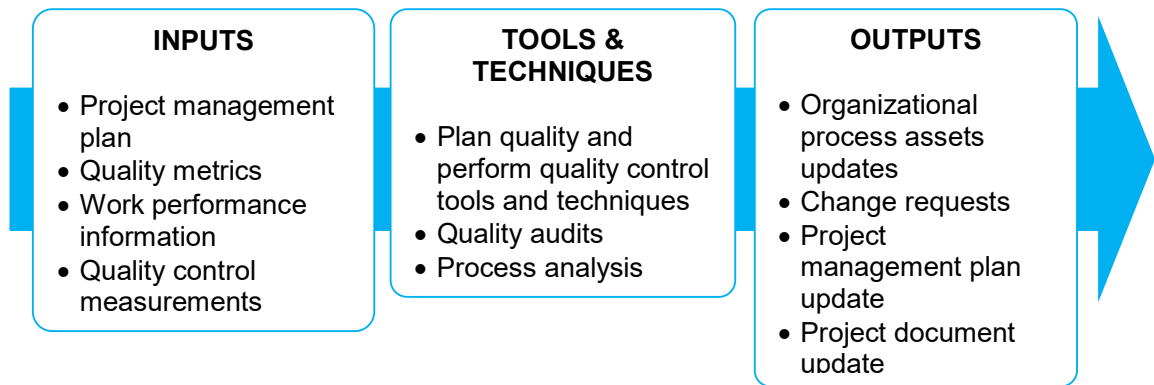 INPUTS
• Project management
plan
• Quality metrics
• Work performance
information
• Quality control
measurements
TOOLS &
TECHNIQUES
• Plan quality and
perform quality control
tools and techniques
• Quality audits
• Process analysis
OUTPUTS
• Organizational
process assets
updates
• Change requests
• Project
management plan
update
• Project document
update